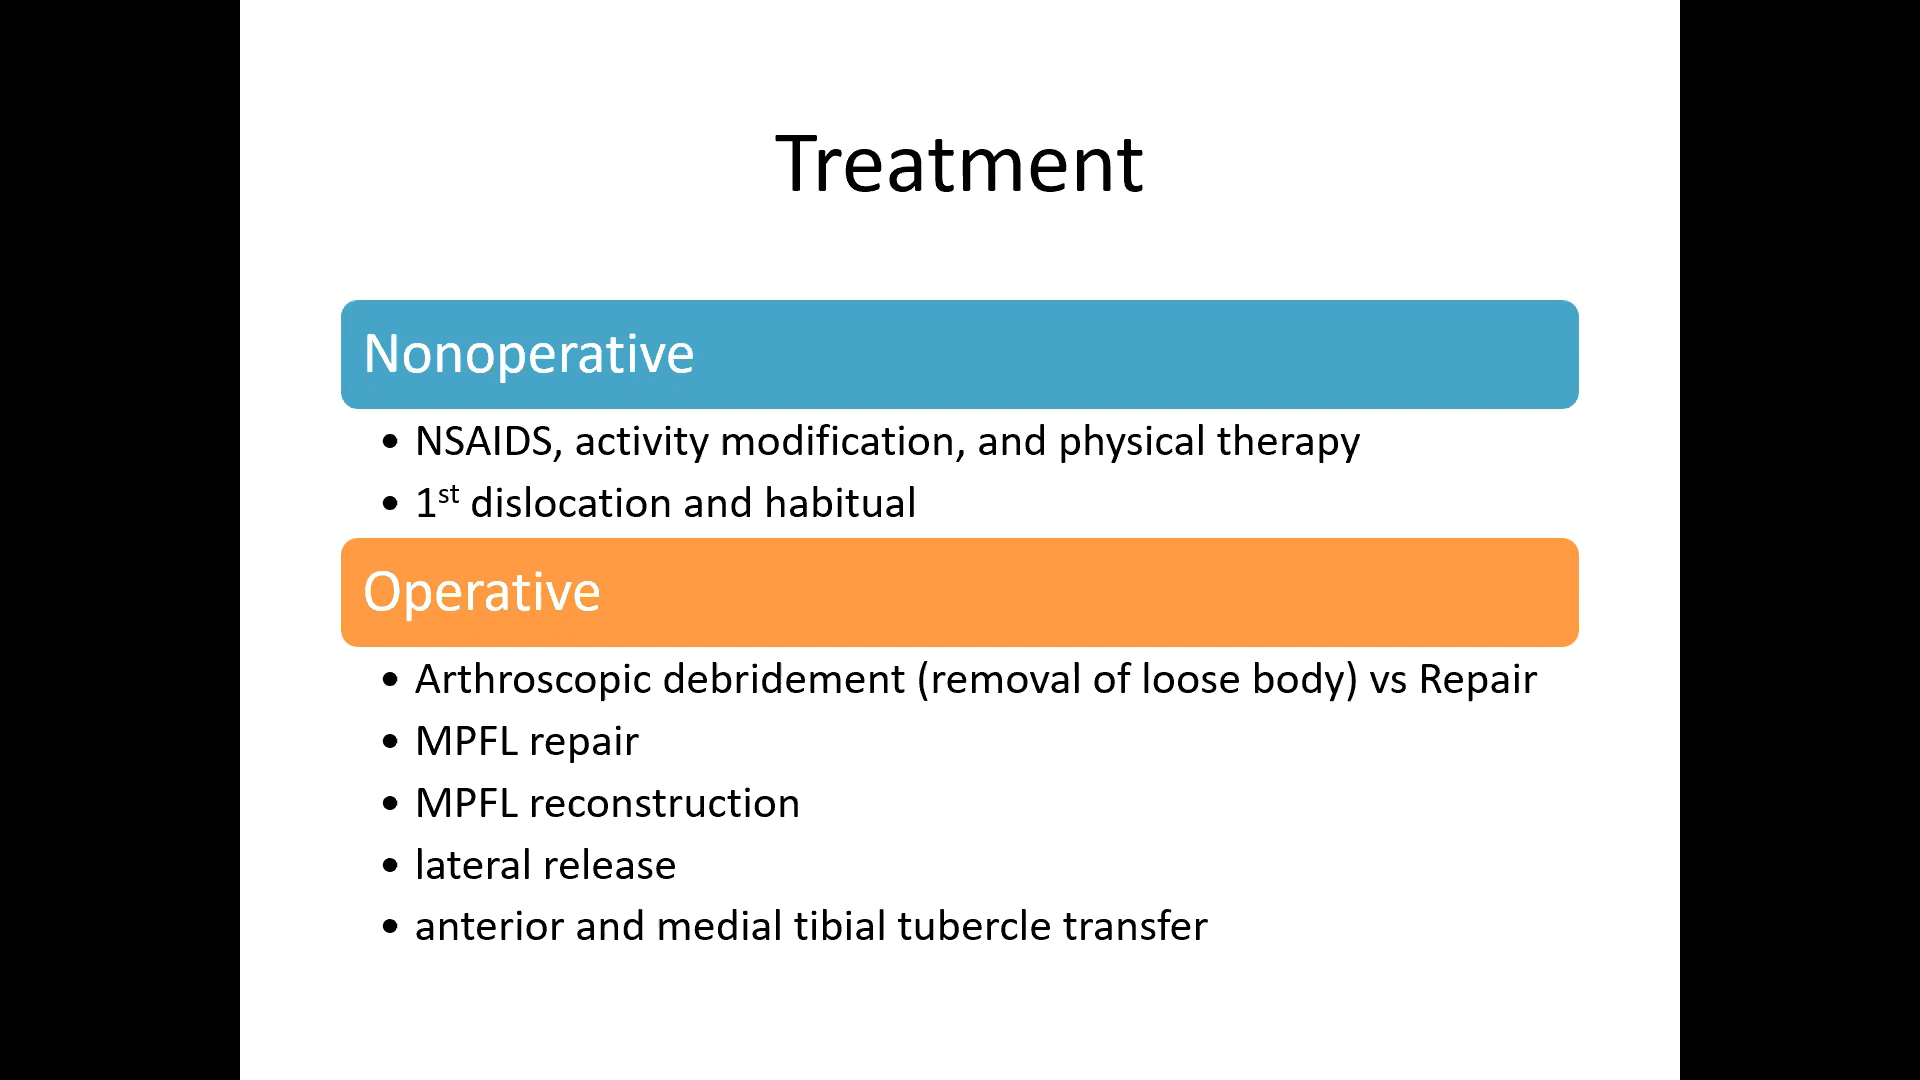 Treatment
Nonoperative
• NSAIDS, activity modification, and physical therapy
• 1st dislocation and habitual
Operative
• Arthroscopic debridement (removal of loose body) vs Repair
• MPFL repair
• MPFL reconstruction
• lateral release
• anterior and medial tibial tubercle transfer